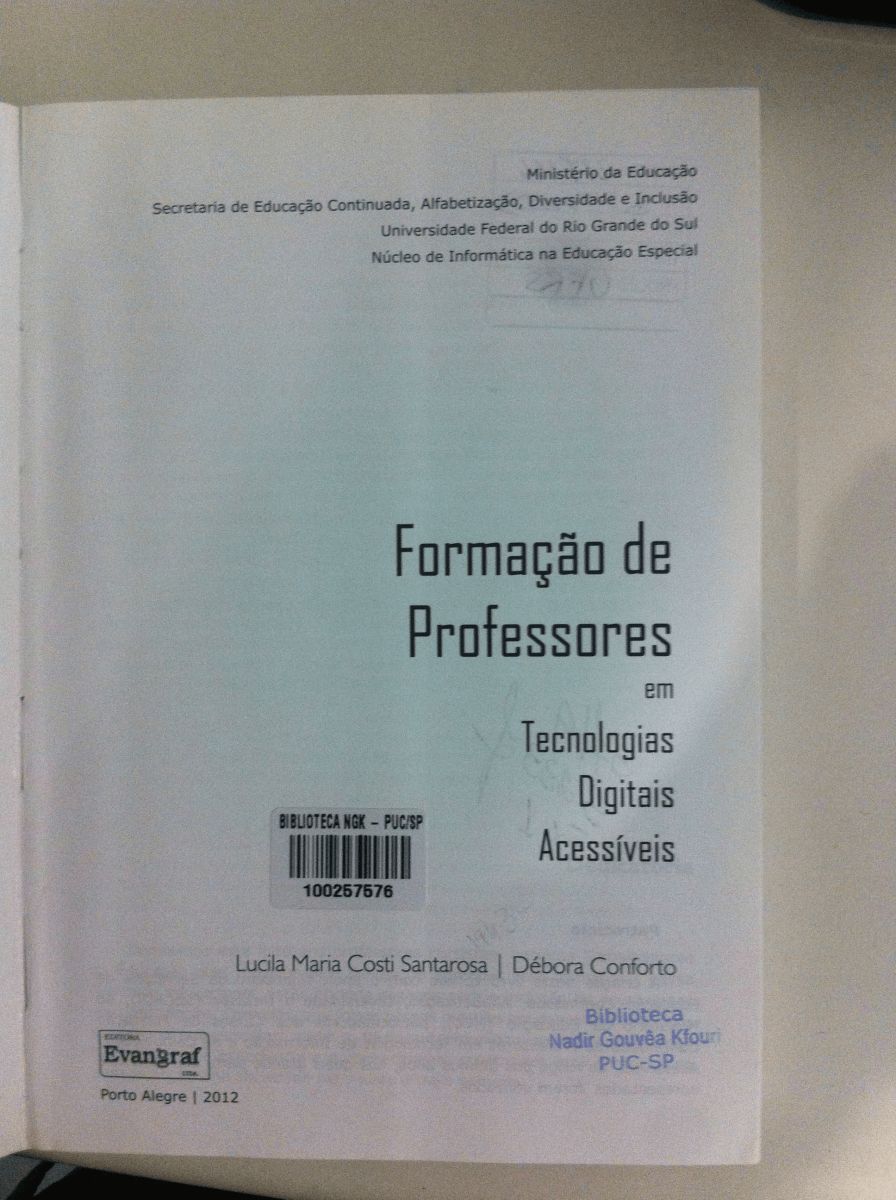 Ministério da Educação
Secretaria de Educação Continuada, Alfabetização, Diversidade e Inclusão
Universidade Federal do Rio Grande do Sul
Núcleo de Informática na Educação Especial
Formação de
Professores
em
Tecnologias
Digitais
Acessíveis
BIBLIOTECA NGK – PUC/SP
100257576
Lucila Maria Costi Santarosa | Débora Conforto
Biblioteca
Nadir Gouvêa Kfouri
PUC-SP
EDITORA
Evangraf
LTDA.
Porto Alegre | 2012